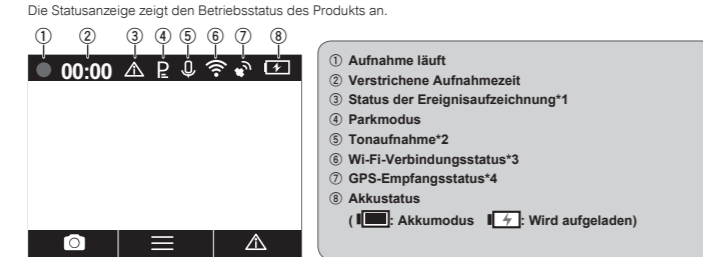 Die Statusanzeige zeigt den Betriebsstatus des Produkts an.
① ② ③ ④ ⑤ ⑥ ⑦ ⑧
00:00 P
① Aufnahme läuft
② Verstrichene Aufnahmezeit
③ Status der Ereignisaufzeichnung*1
④ Parkmodus
⑤ Tonaufnahme*2
⑥ Wi-Fi-Verbindungsstatus*3
⑦ GPS-Empfangsstatus*4
⑧ Akkustatus
( : Akkumodus : Wird aufgeladen)